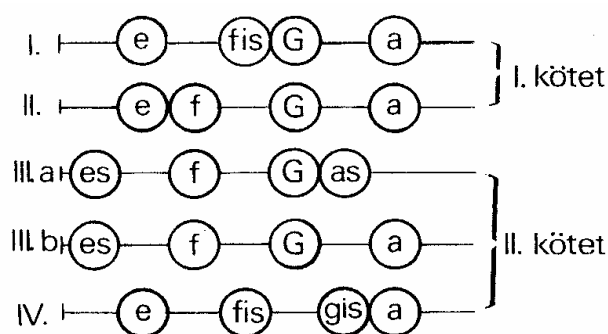 I. e fis G a
I. kötet
II. e f G a
III.a es f G as
III.b es f G a
II. kötet
IV. e fis gis a